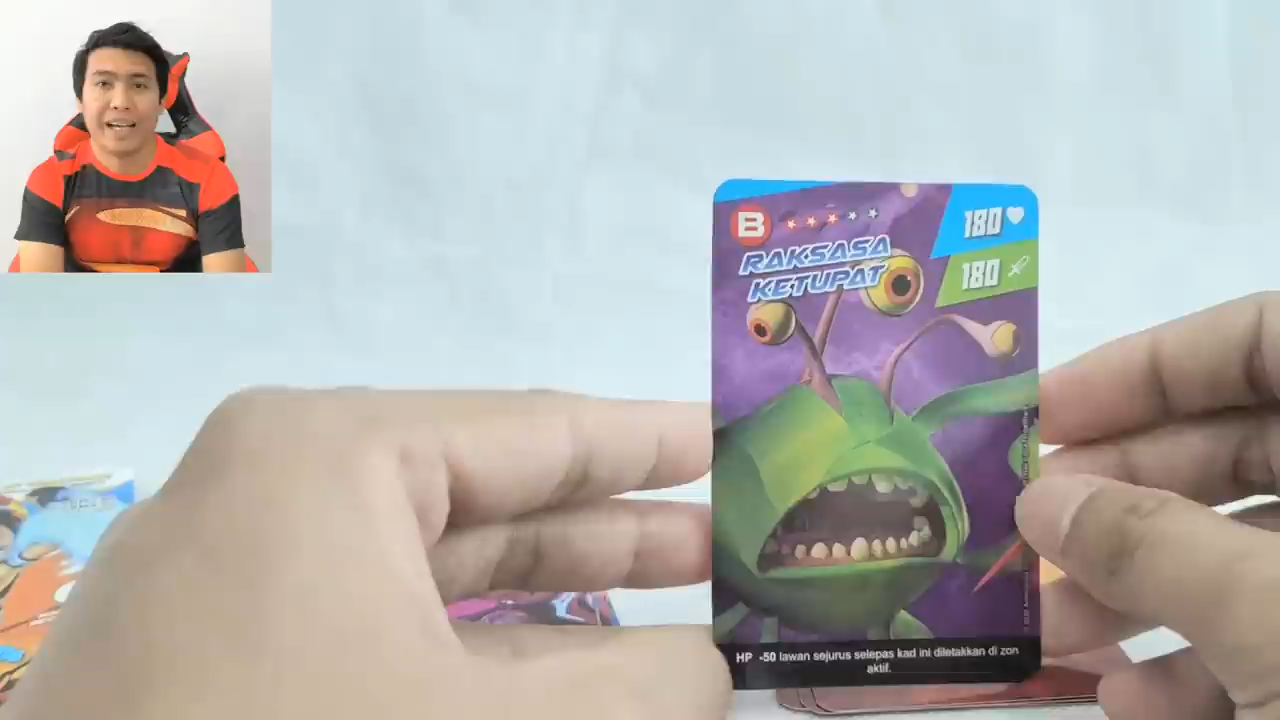 B
180
RAKSASA
KETUPAT
180
HP -50 lawan sejurus selepas kad ini diletakkan di zon
aktif.